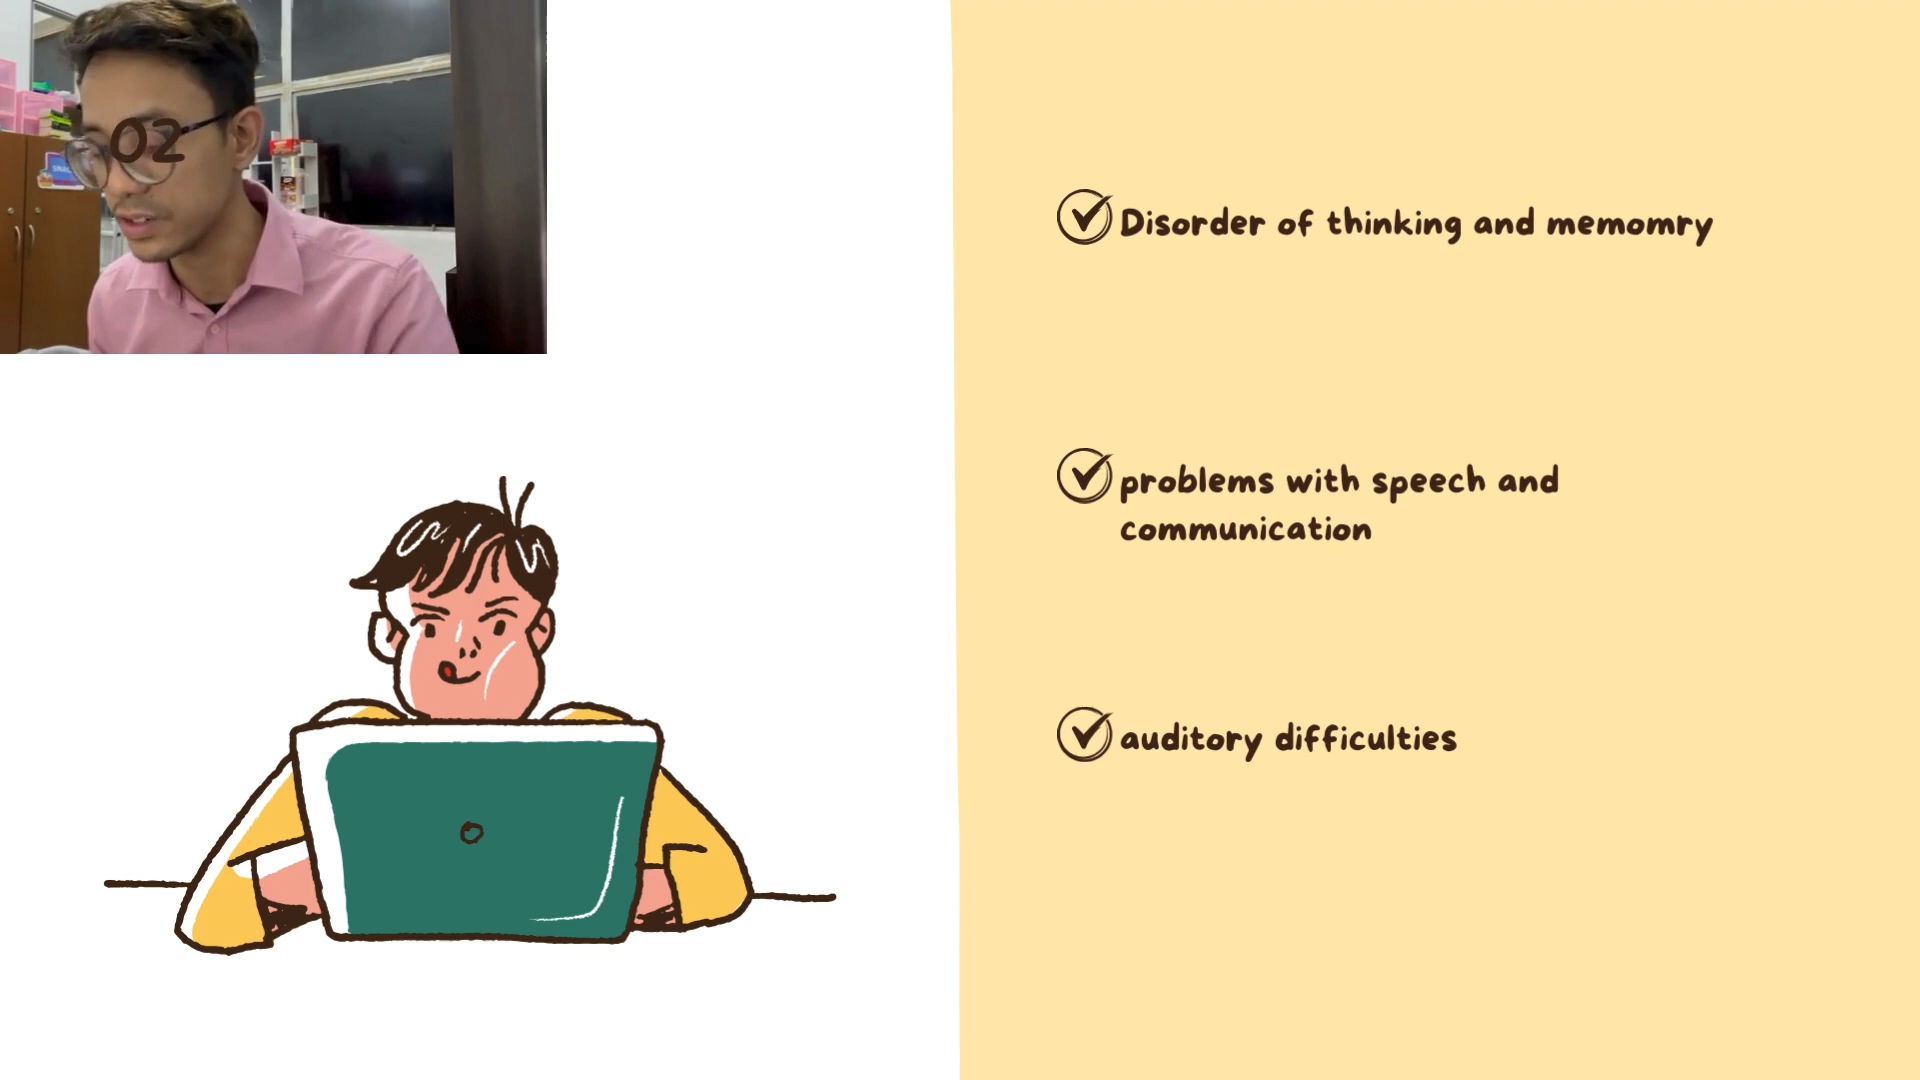 02
Disorder of thinking and memomry
problems with speech and
communication
auditory difficulties